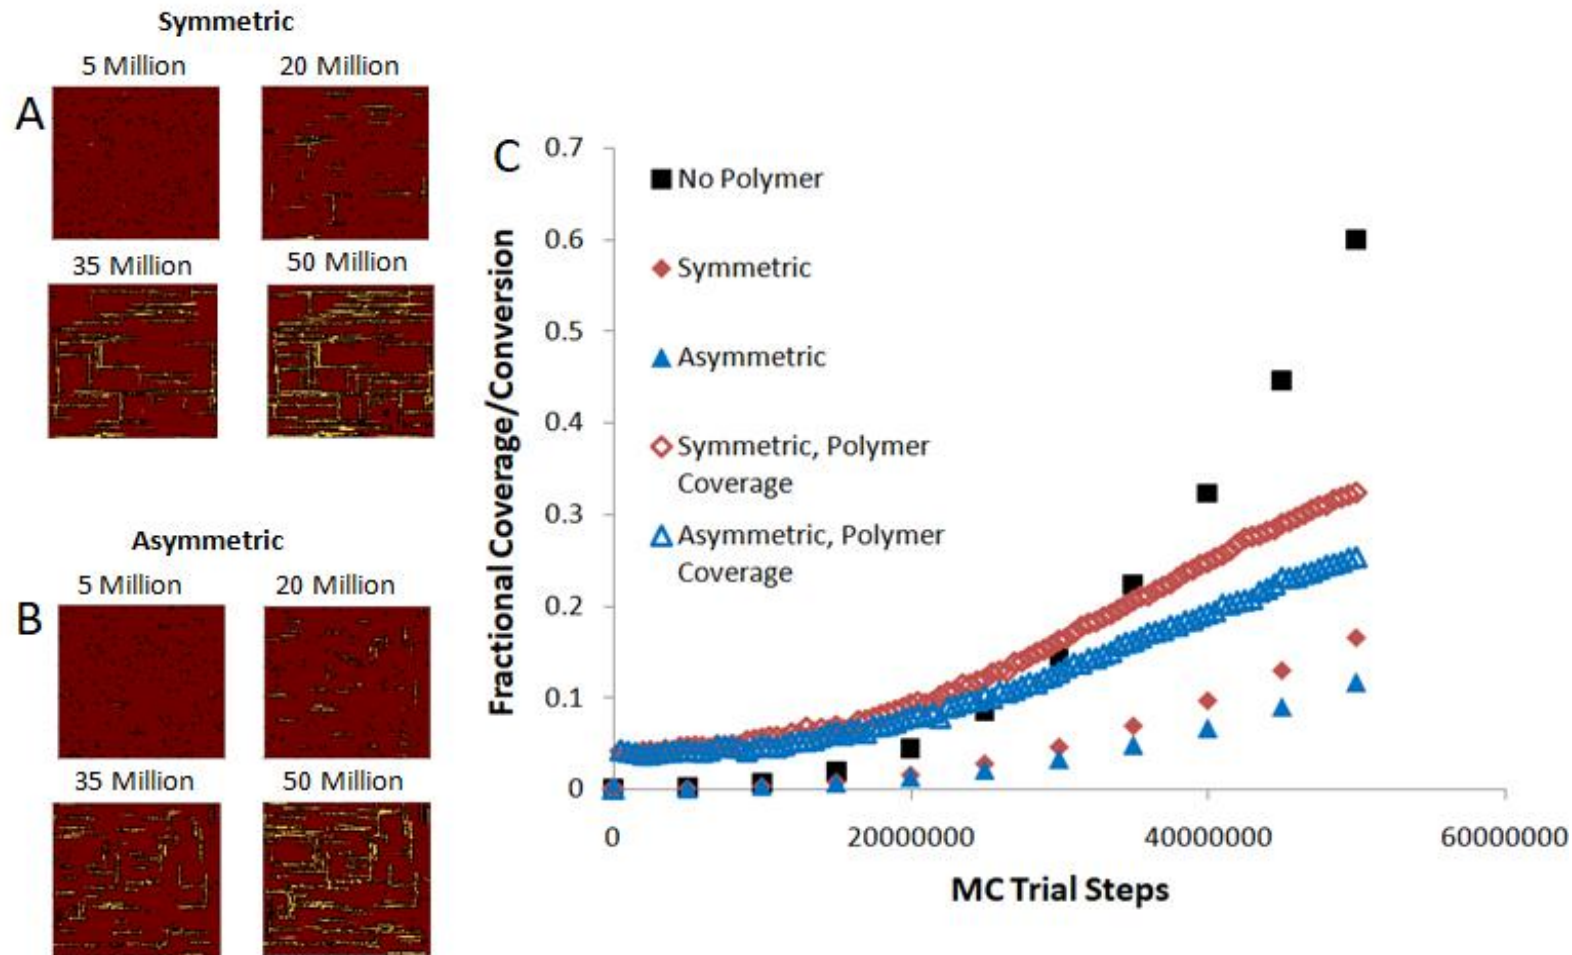 Symmetric
5 Million 20 Million
A
35 Million 50 Million
Asymmetric
5 Million 20 Million
B
35 Million 50 Million
C
Fractional Coverage/Conversion
0.7
0.6
0.5
0.4
0.3
0.2
0.1
0
No Polymer
Symmetric
Asymmetric
Symmetric, Polymer
Coverage
Asymmetric, Polymer
Coverage
0 20000000 40000000 60000000
MC Trial Steps